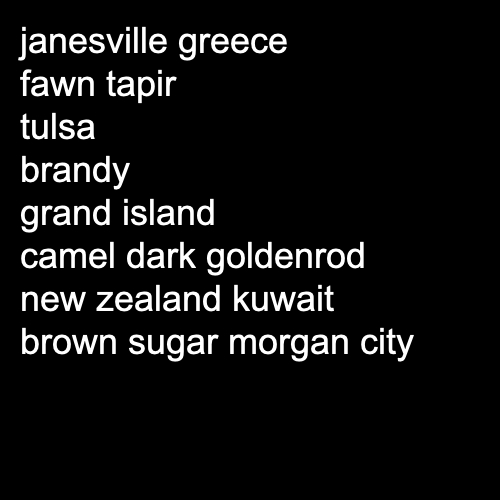 janesville greece
fawn tapir
tulsa
brandy
grand island
camel dark goldenrod
new zealand kuwait
brown sugar morgan city